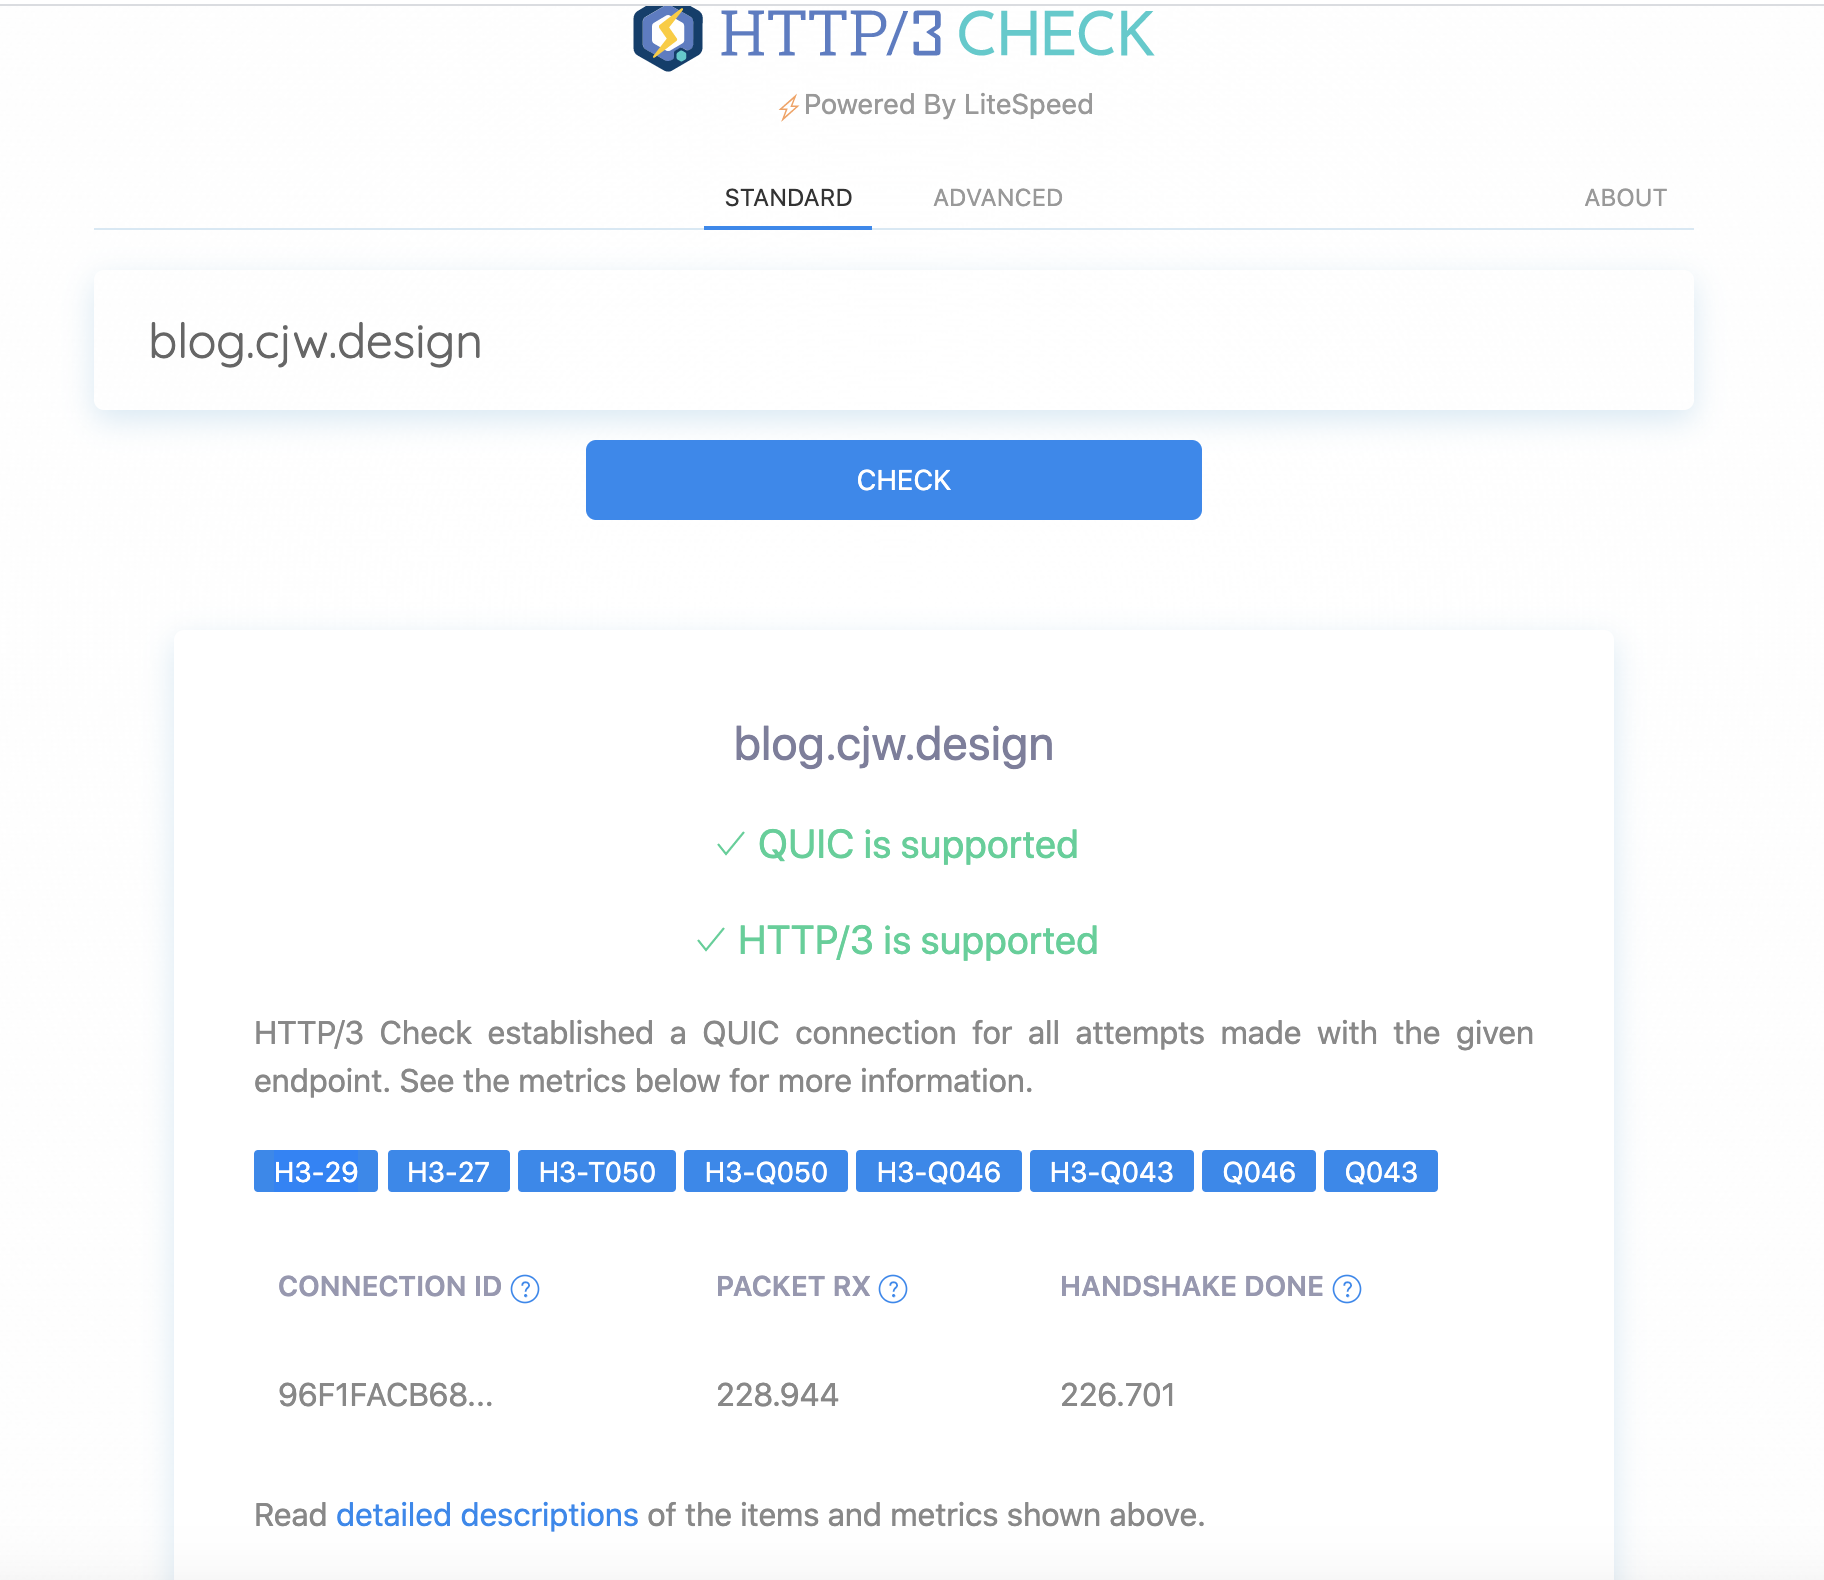 HTTP/3 CHECK
Powered By LiteSpeed
STANDARD ADVANCED ABOUT
blog.cjw.design
CHECK
blog.cjw.design
✓ QUIC is supported
✓ HTTP/3 is supported
HTTP/3 Check established a QUIC connection for all attempts made with the given
endpoint. See the metrics below for more information.
H3-29 H3-27 H3-T050 H3-Q050 H3-Q046 H3-Q043 Q046 Q043
CONNECTION ID ? PACKET RX ? HANDSHAKE DONE ?
96F1FACB68... 228.944 226.701
Read detailed descriptions of the items and metrics shown above.